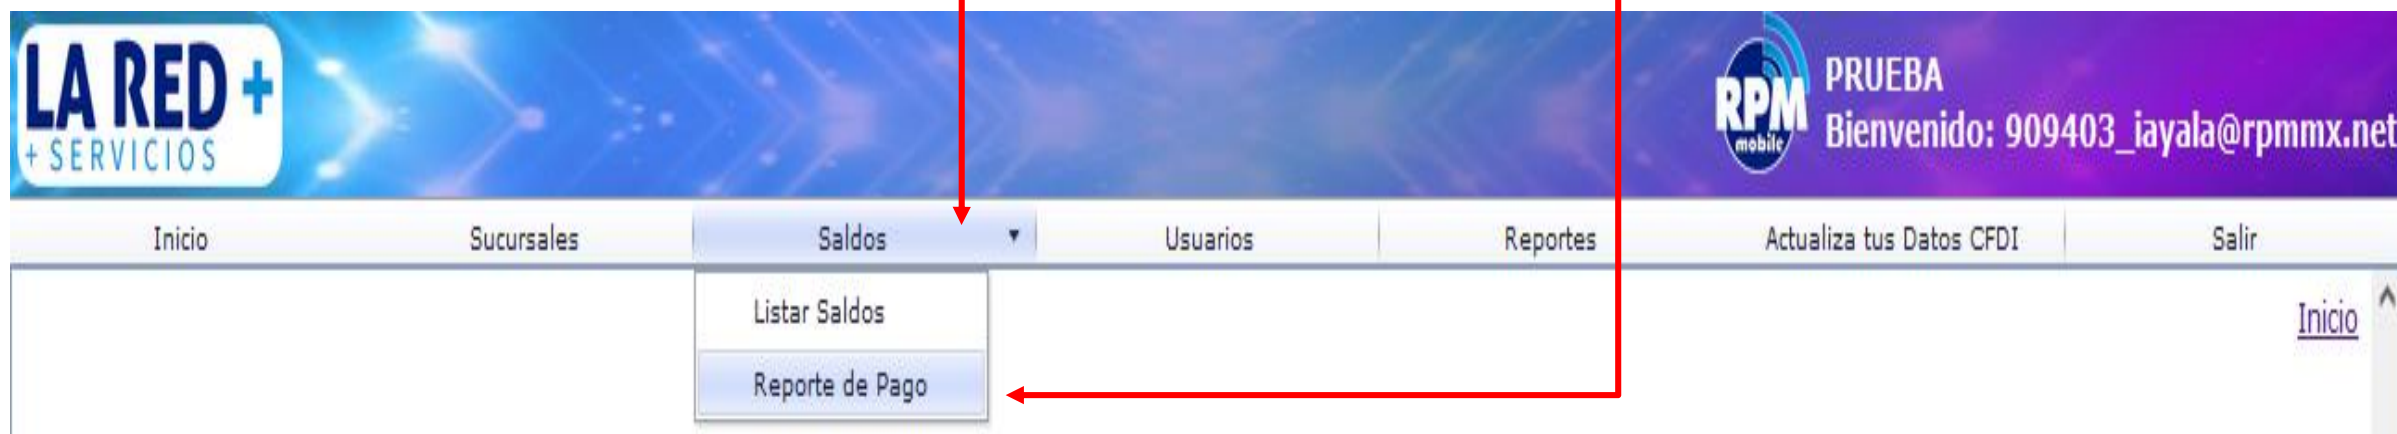 LA RED +
+ SERVICIOS
RPM
mobile
PRUEBA
Bienvenido: 909403_iayala@rpmmx.net
Inicio Sucursales Saldos Usuarios Reportes Actualiza tus Datos CFDI Salir
Listar Saldos
Inicio
Reporte de Pago